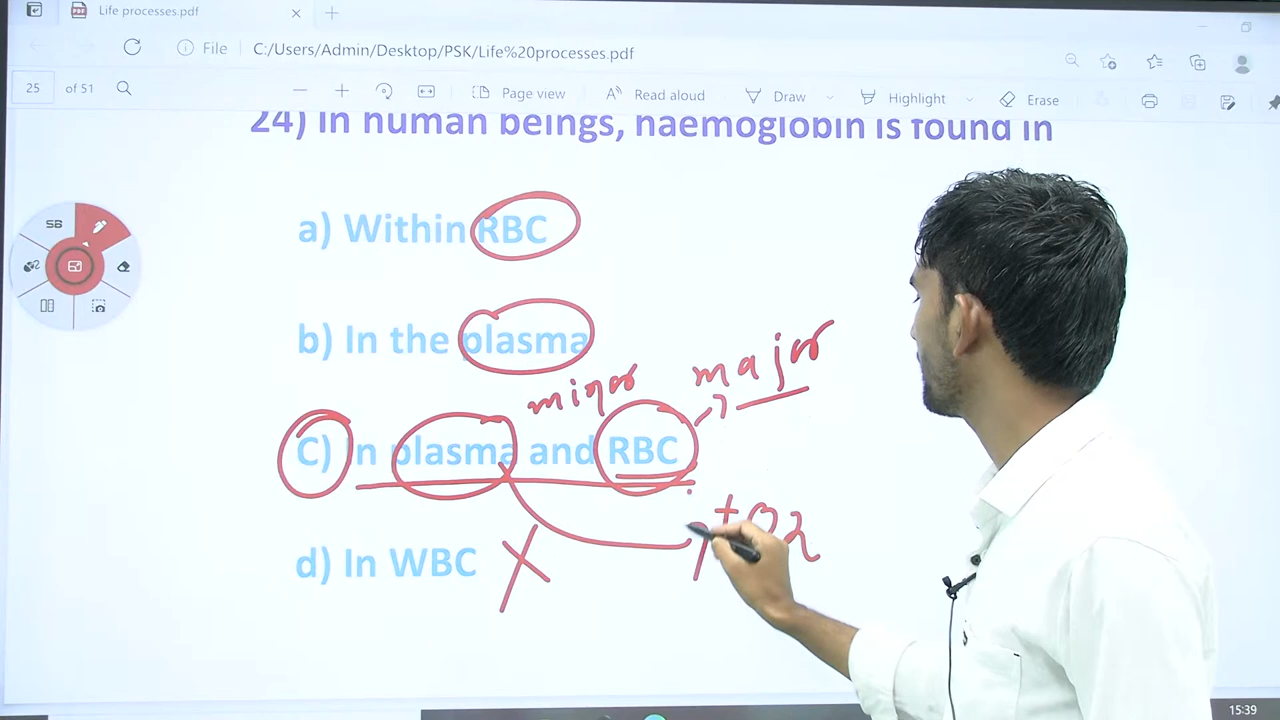 Life processes.pdf
File C:/Users/Admin/Desktop/PSK/Life%20processes.pdf
25 of 51 Page view Read aloud Draw Highlight Erase
24) In human beings, haemoglobin is found in
SB
a) Within RBC
b) In the plasma
major
minor
C) In plasma and RBC
d) In WBC
15:39